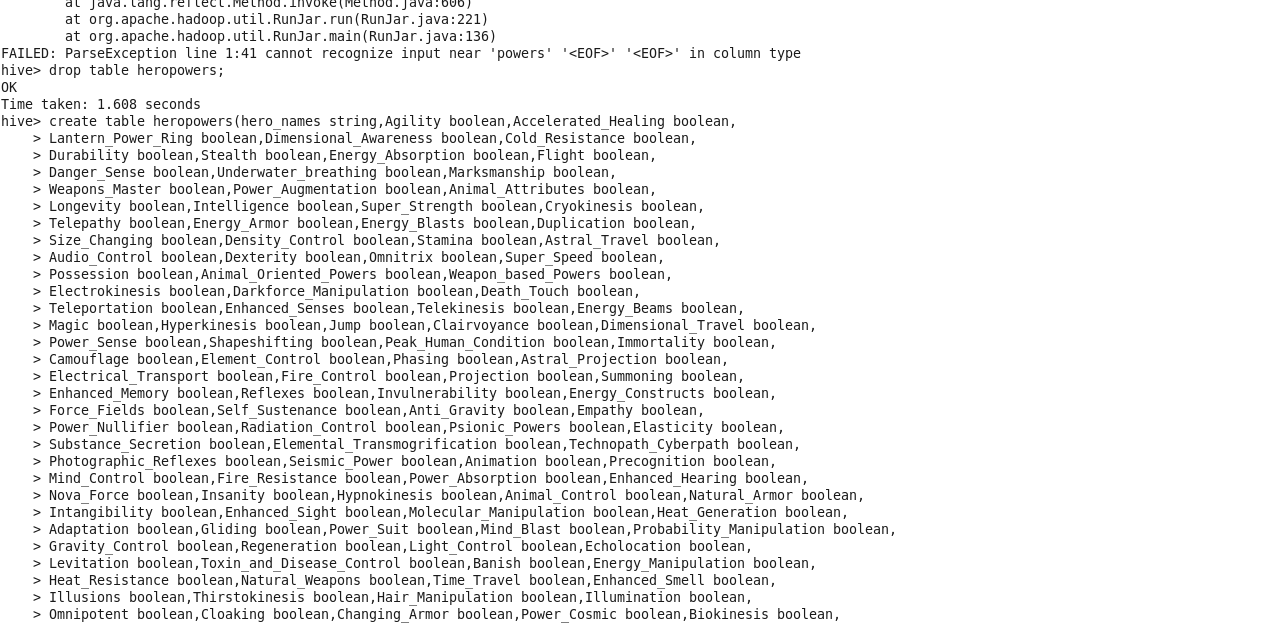 at java.lang.reflect.Method.invoke(Method.java:606)
at org.apache.hadoop.util.RunJar.run(RunJar.java:221)
at org.apache.hadoop.util.RunJar.main(RunJar.java:136)
FAILED: ParseException line 1:41 cannot recognize input near 'powers' '<EOF>' '<EOF>' in column type
hive> drop table heropowers;
OK
Time taken: 1.608 seconds
hive> create table heropowers(hero_names string,Agility boolean,Accelerated_Healing boolean,
> Lantern_Power_Ring boolean,Dimensional_Awareness boolean,Cold_Resistance boolean,
> Durability boolean,Stealth boolean,Energy_Absorption boolean,Flight boolean,
> Danger_Sense boolean,Underwater_breathing boolean,Marksmanship boolean,
> Weapons_Master boolean,Power_Augmentation boolean,Animal_Attributes boolean,
> Longevity boolean,Intelligence boolean,Super_Strength boolean,Cryokinesis boolean,
> Telepathy boolean,Energy_Armor boolean,Energy_Blasts boolean,Duplication boolean,
> Size_Changing boolean,Density_Control boolean,Stamina boolean,Astral_Travel boolean,
> Audio_Control boolean,Dexterity boolean,Omnitrix boolean,Super_Speed boolean,
> Possession boolean,Animal_Oriented_Powers boolean,Weapon_based_Powers boolean,
> Electrokinesis boolean,Darkforce_Manipulation boolean,Death_Touch boolean,
> Teleportation boolean,Enhanced_Senses boolean,Telekinesis boolean,Energy_Beams boolean,
> Magic boolean,Hyperkinesis boolean,Jump boolean,Clairvoyance boolean,Dimensional_Travel boolean,
> Power_Sense boolean,Shapeshifting boolean,Peak_Human_Condition boolean,Immortality boolean,
> Camouflage boolean,Element_Control boolean,Phasing boolean,Astral_Projection boolean,
> Electrical_Transport boolean,Fire_Control boolean,Projection boolean,Summoning boolean,
> Enhanced_Memory boolean,Reflexes boolean,Invulnerability boolean,Energy_Constructs boolean,
> Force_Fields boolean,Self_Sustenance boolean,Anti_Gravity boolean,Empathy boolean,
> Power_Nullifier boolean,Radiation_Control boolean,Psionic_Powers boolean,Elasticity boolean,
> Substance_Secretion boolean,Elemental_Transmogrification boolean,Technopath_Cyberpath boolean,
> Photographic_Reflexes boolean,Seismic_Power boolean,Animation boolean,Precognition boolean,
> Mind_Control boolean,Fire_Resistance boolean,Power_Absorption boolean,Enhanced_Hearing boolean,
> Nova_Force boolean,Insanity boolean,Hypnokinesis boolean,Animal_Control boolean,Natural_Armor boolean,
> Intangibility boolean,Enhanced_Sight boolean,Molecular_Manipulation boolean,Heat_Generation boolean,
> Adaptation boolean,Gliding boolean,Power_Suit boolean,Mind_Blast boolean,Probability_Manipulation boolean,
> Gravity_Control boolean,Regeneration boolean,Light_Control boolean,Echolocation boolean,
> Levitation boolean,Toxin_and_Disease_Control boolean,Banish boolean,Energy_Manipulation boolean,
> Heat_Resistance boolean,Natural_Weapons boolean,Time_Travel boolean,Enhanced_Smell boolean,
> Illusions boolean,Thirstokinesis boolean,Hair_Manipulation boolean,Illumination boolean,
> Omnipotent boolean,Cloaking boolean,Changing_Armor boolean,Power_Cosmic boolean,Biokinesis boolean,